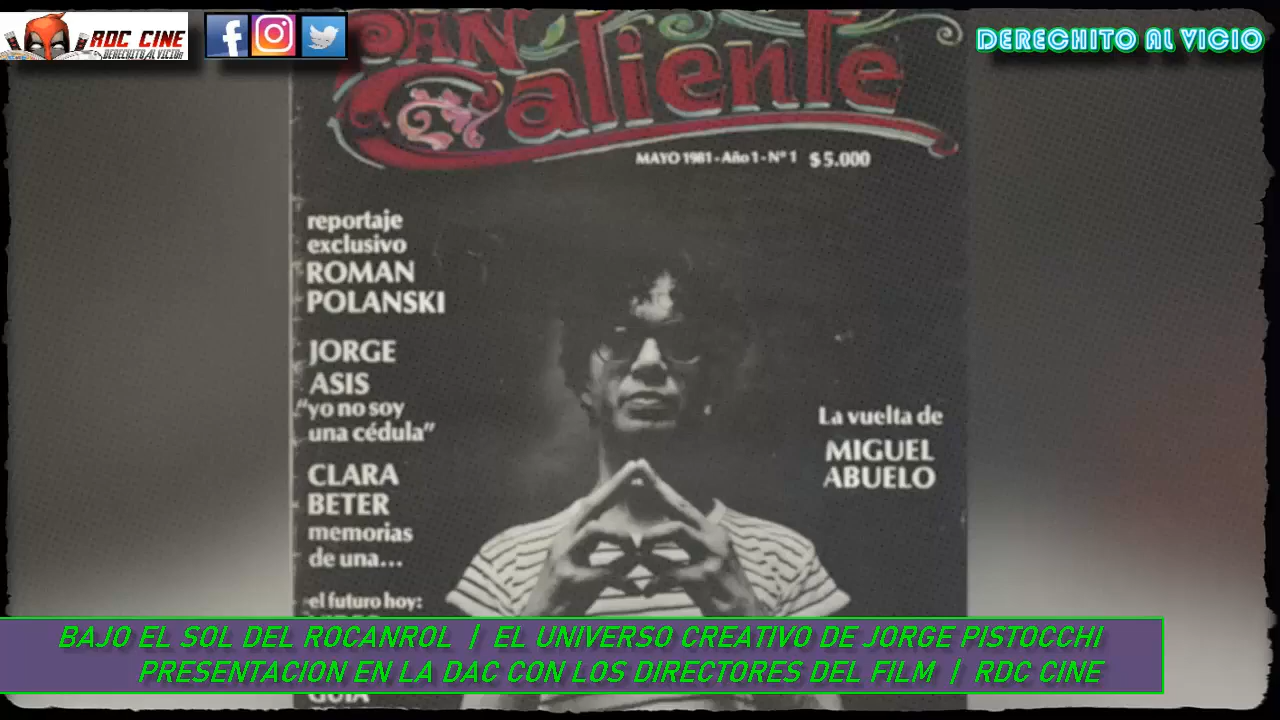 RDC CINE
DERECHITO AL VICIO
DERECHITO AL VICIO
PAN
Caliente
MAYO 1981 - Año 1 - Nº 1 $5.000
reportaje
exclusivo
ROMAN
POLANSKI
JORGE
ASIS
“yo no soy
una cédula”
CLARA
BETER
memorias
de una...
el futuro hoy:
La vuelta de
MIGUEL
ABUELO
BAJO EL SOL DEL ROCANROL | EL UNIVERSO CREATIVO DE JORGE PISTOCCHI
PRESENTACION EN LA DAC CON LOS DIRECTORES DEL FILM | RDC CINE
GUIA